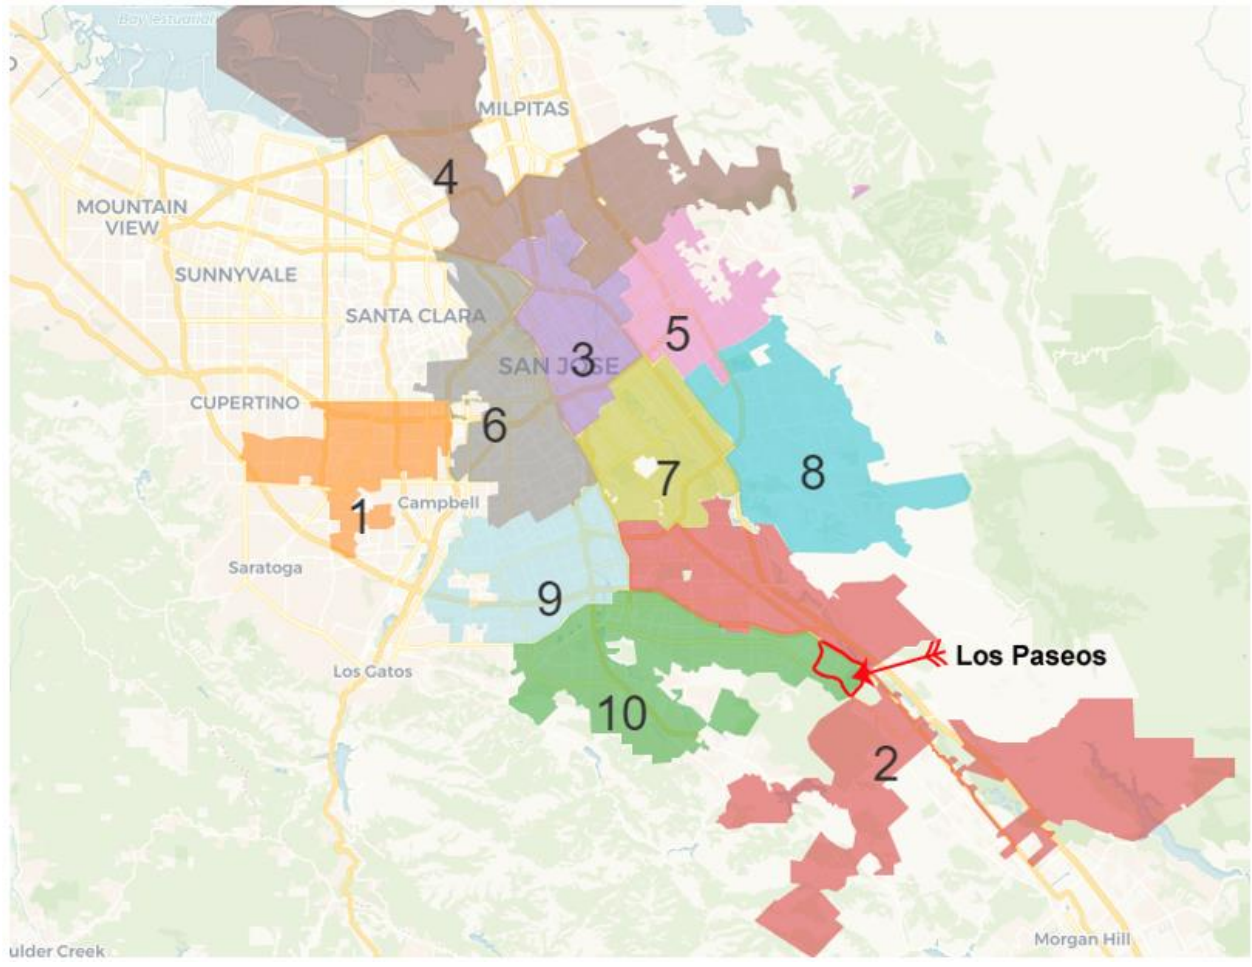 Bay (estuarial
MILPITAS
4
MOUNTAIN
VIEW
SUNNYVALE
SANTA CLARA
5
3
SAN JOSE
CUPERTINO
6
8
7
Campbell
1
Saratoga
9
Los Paseos
Los Gatos
10
2
Morgan Hill
ulder Creek